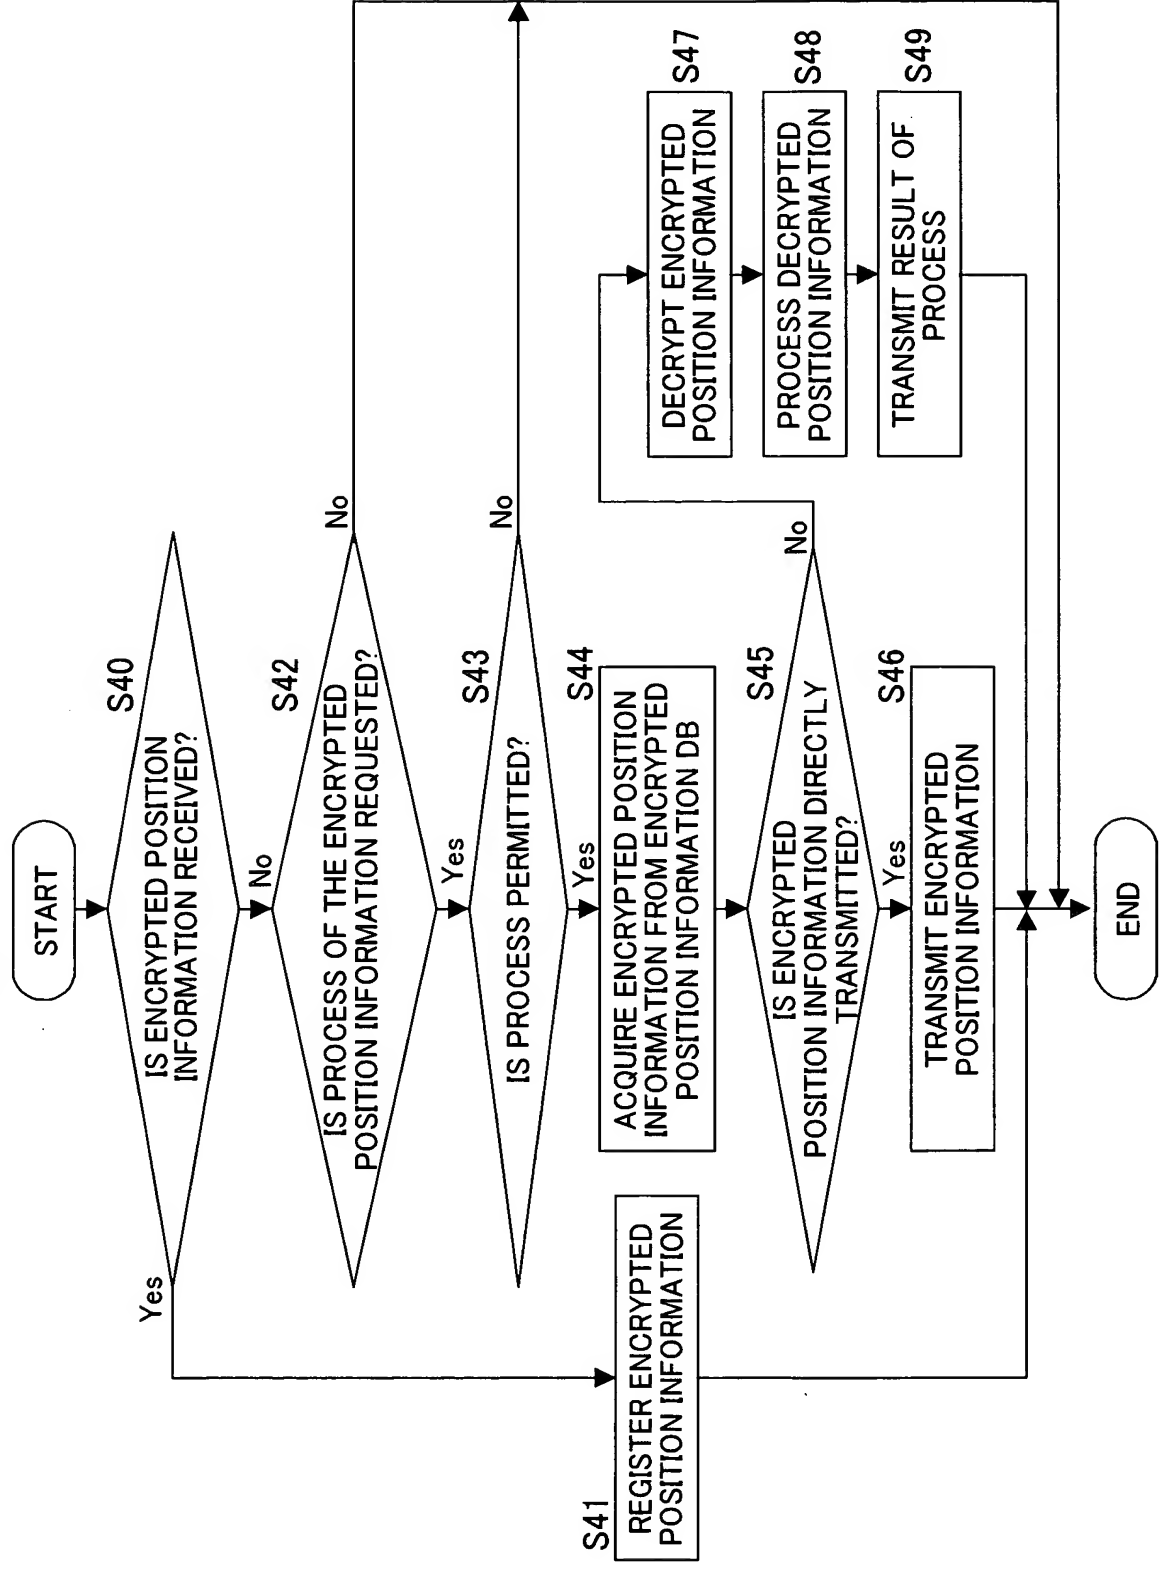 START
S40
IS ENCRYPTED POSITION
INFORMATION RECEIVED?
Yes
No
S42
IS PROCESS OF THE ENCRYPTED
POSITION INFORMATION REQUESTED?
No
Yes
S43
IS PROCESS PERMITTED?
No
Yes
S44
ACQUIRE ENCRYPTED POSITION
INFORMATION FROM ENCRYPTED
POSITION INFORMATION DB
S41
REGISTER ENCRYPTED
POSITION INFORMATION
S45
IS ENCRYPTED
POSITION INFORMATION DIRECTLY
TRANSMITTED?
No
Yes
S46
TRANSMIT ENCRYPTED
POSITION INFORMATION
S47
DECRYPT ENCRYPTED
POSITION INFORMATION
S48
PROCESS DECRYPTED
POSITION INFORMATION
S49
TRANSMIT RESULT OF
PROCESS
END